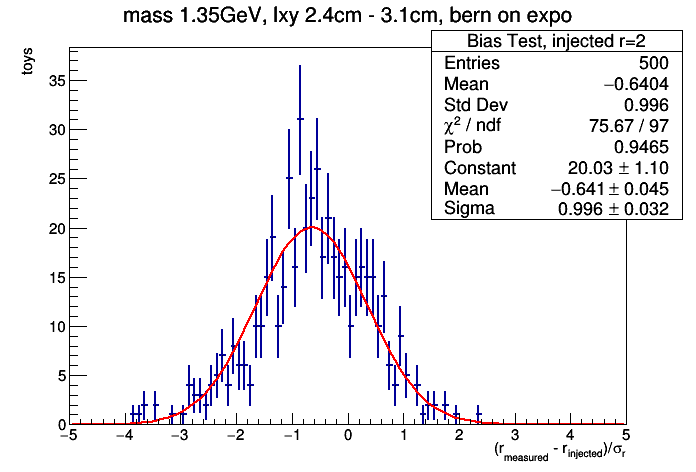 mass 1.35GeV, lxy 2.4cm - 3.1cm, bern on expo
Bias Test, injected r=2
Entries 500
Mean −0.6404
Std Dev 0.996
χ² / ndf 75.67 / 97
Prob 0.9465
Constant 20.03 ± 1.10
Mean −0.641 ± 0.045
Sigma 0.996 ± 0.032
toys
35
30
25
20
15
10
5
0
−5 −4 −3 −2 −1 0 1 2 3 4 5
(r_measured - r_injected)/σ_r